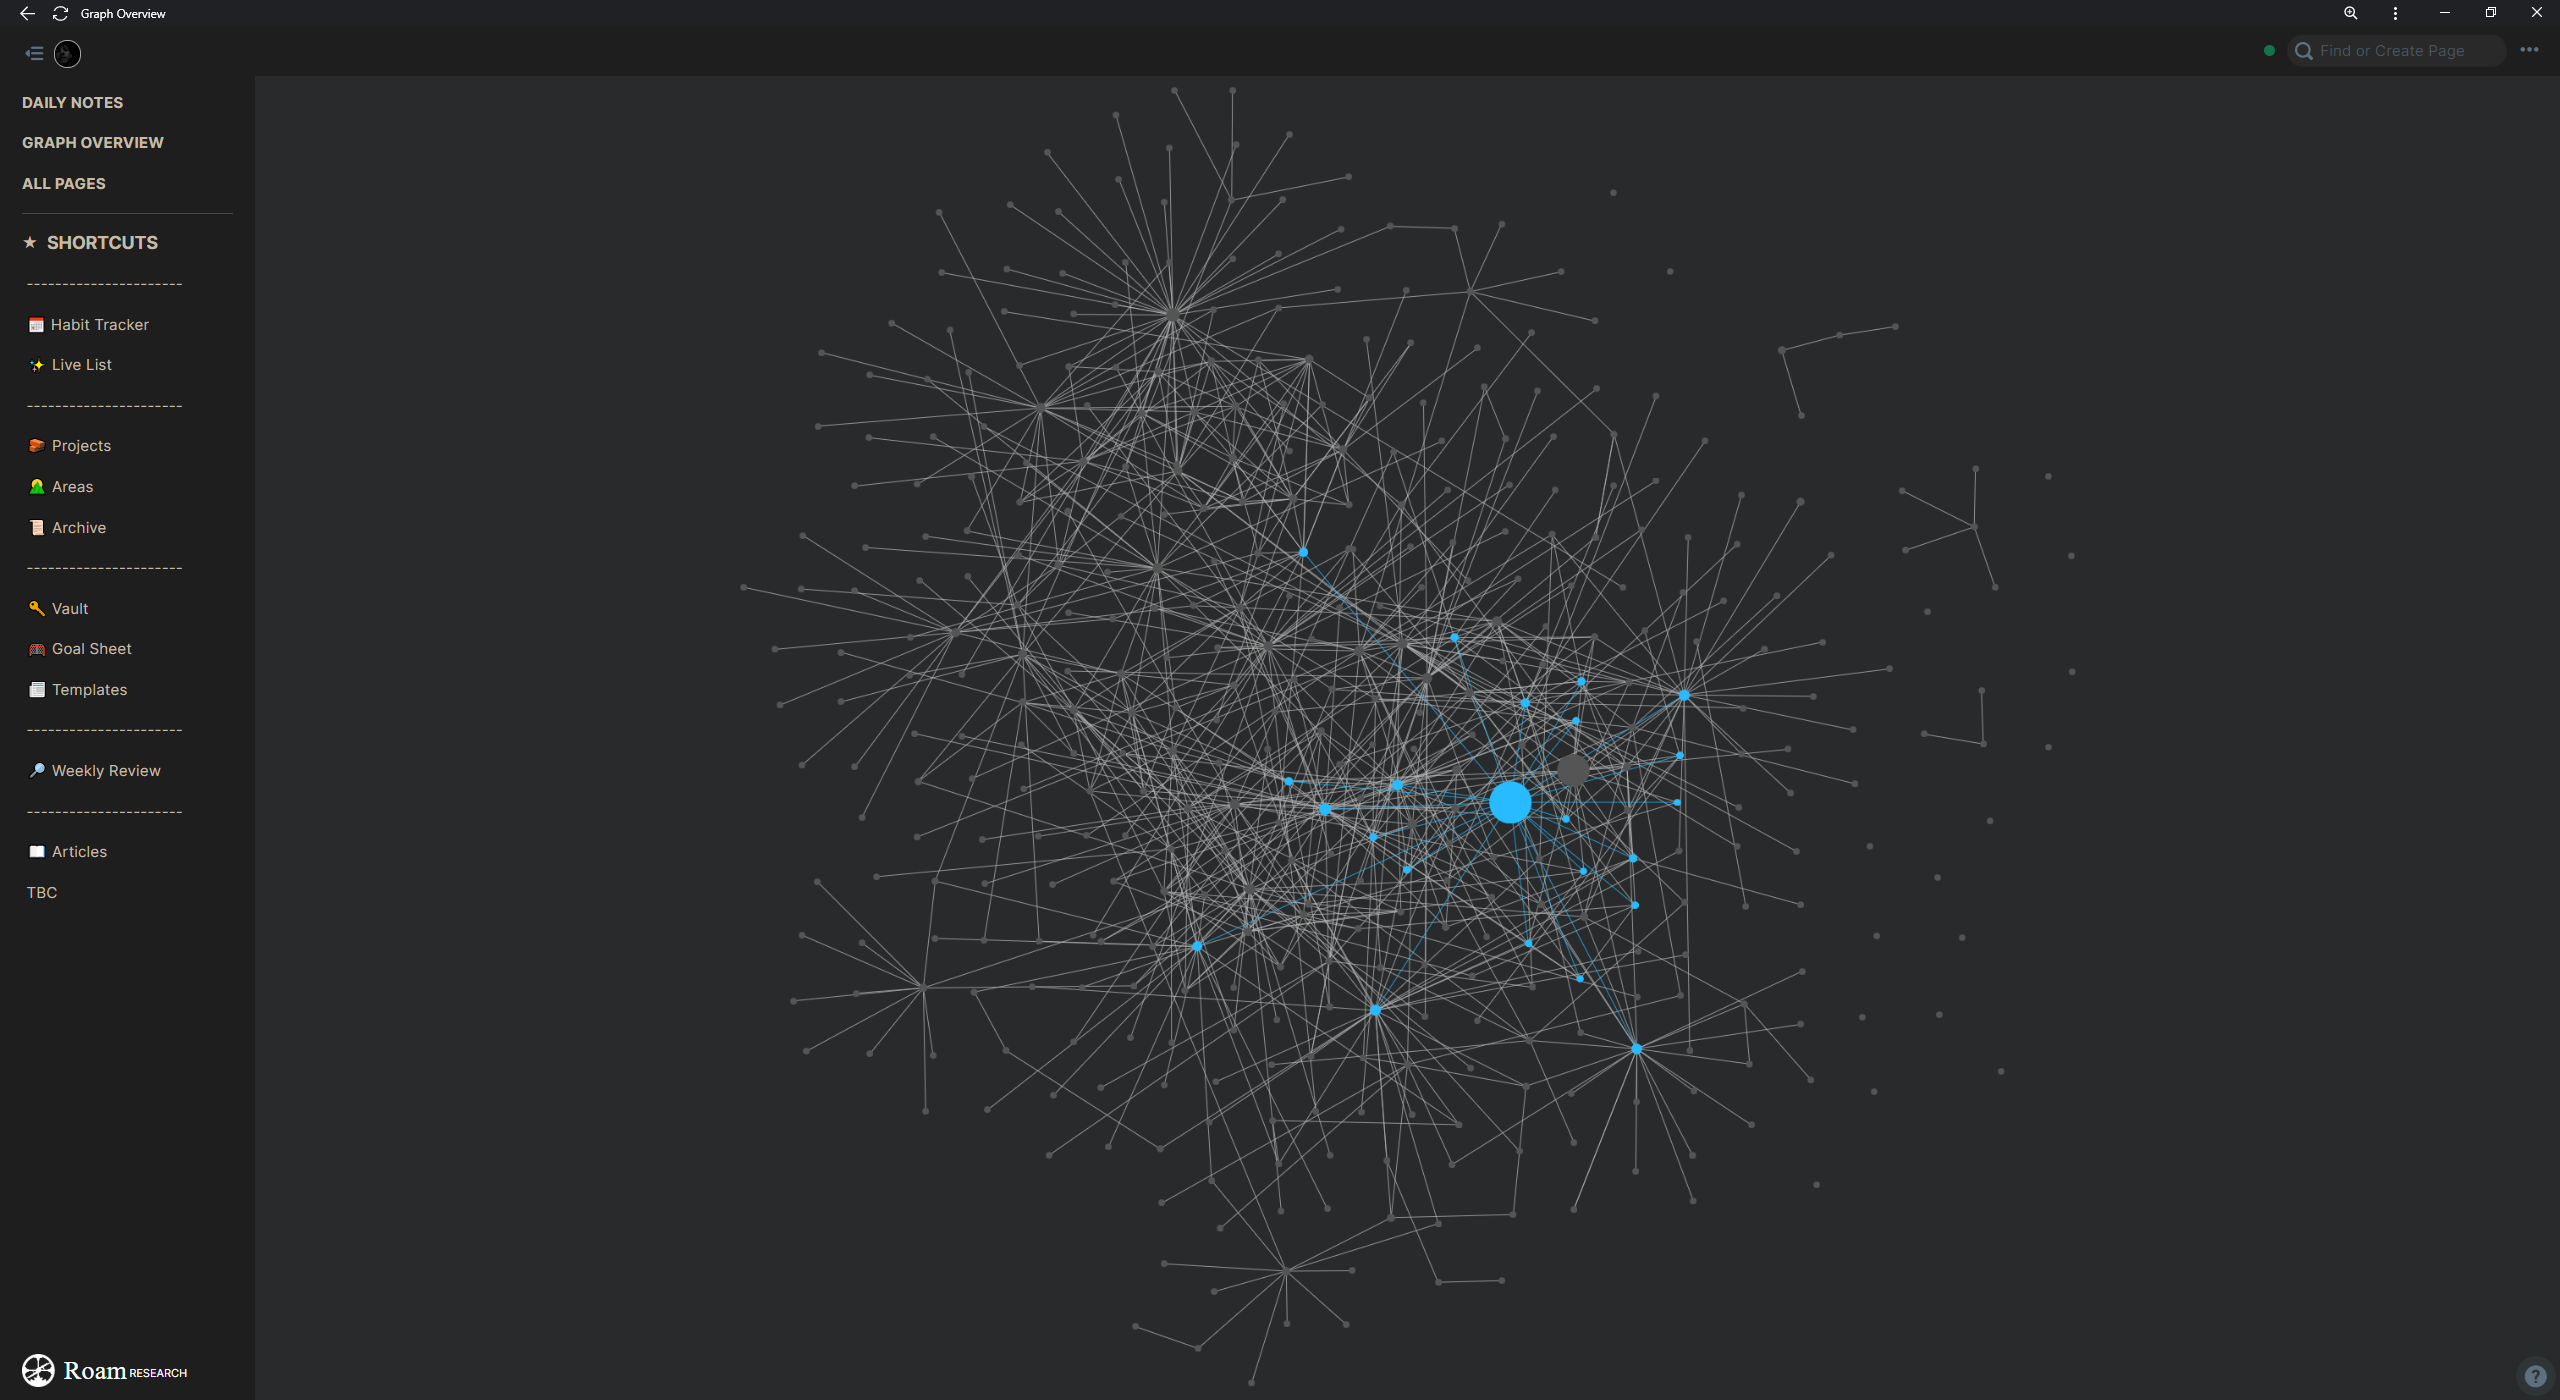 Graph Overview
Find or Create Page
DAILY NOTES
GRAPH OVERVIEW
ALL PAGES
★ SHORTCUTS
----------------------
Habit Tracker
Live List
----------------------
Projects
Areas
Archive
----------------------
Vault
Goal Sheet
Templates
----------------------
Weekly Review
----------------------
Articles
TBC
Roam RESEARCH
?